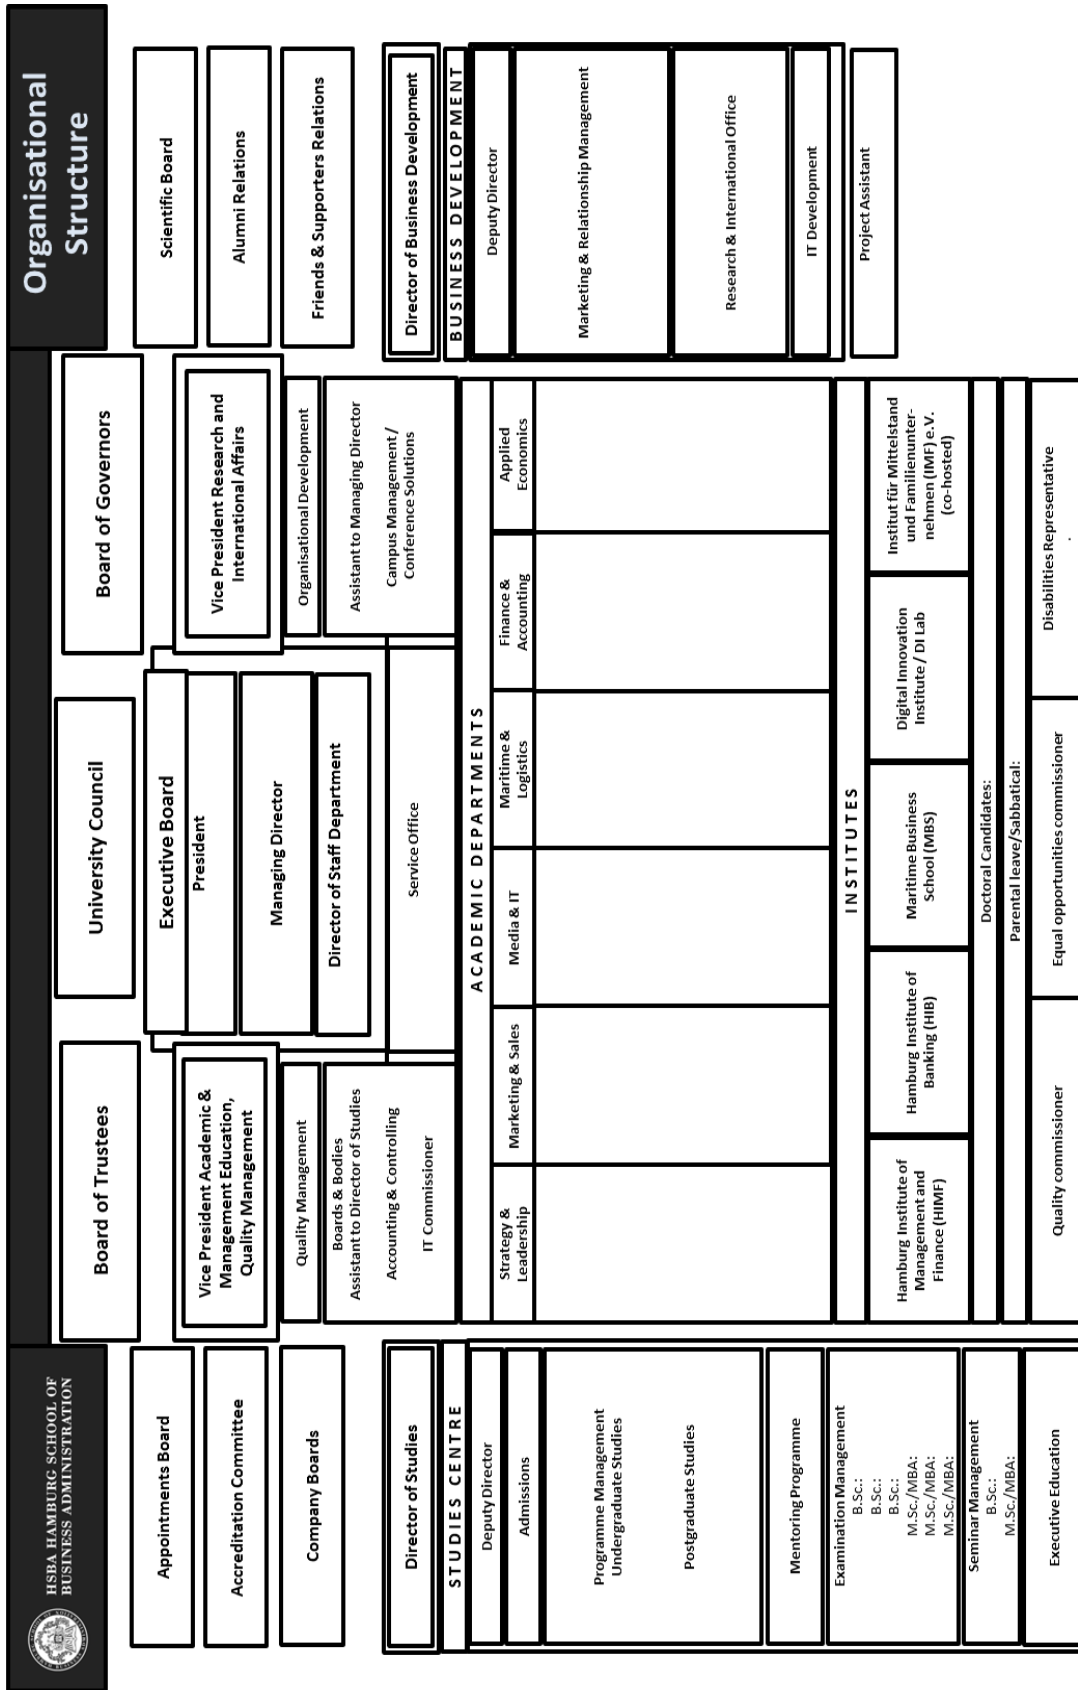 HSBA HAMBURG SCHOOL OF
BUSINESS ADMINISTRATION
Organisational
Structure
Board of Trustees
University Council
Board of Governors
Appointments Board
Accreditation Committee
Company Boards
Scientific Board
Alumni Relations
Friends & Supporters Relations
Executive Board
President
Managing Director
Director of Staff Department
Vice President Academic &
Management Education,
Quality Management
Vice President Research and
International Affairs
Quality Management
Boards & Bodies
Assistant to Director of Studies
Accounting & Controlling
IT Commissioner
Service Office
Organisational Development
Assistant to Managing Director
Campus Management /
Conference Solutions
Director of Studies
STUDIES CENTRE
Deputy Director
Admissions
Programme Management
Undergraduate Studies
Postgraduate Studies
Mentoring Programme
Examination Management
B.Sc.:
B.Sc.:
B.Sc.:
M.Sc./MBA:
M.Sc./MBA:
M.Sc./MBA:
Seminar Management
B.Sc.:
M.Sc./MBA:
Executive Education
ACADEMIC DEPARTMENTS
Strategy &
Leadership
Marketing & Sales
Media & IT
Maritime &
Logistics
Finance &
Accounting
Applied
Economics
INSTITUTES
Hamburg Institute of
Management and
Finance (HIMF)
Hamburg Institute of
Banking (HIB)
Maritime Business
School (MBS)
Digital Innovation
Institute / DI Lab
Institut für Mittelstand
und Familienunter-
nehmen (IMF) e.V.
(co-hosted)
Doctoral Candidates:
Parental leave/Sabbatical:
Quality commissioner
Equal opportunities commissioner
Disabilities Representative
.
Director of Business Development
BUSINESS DEVELOPMENT
Deputy Director
Marketing & Relationship Management
Research & International Office
IT Development
Project Assistant